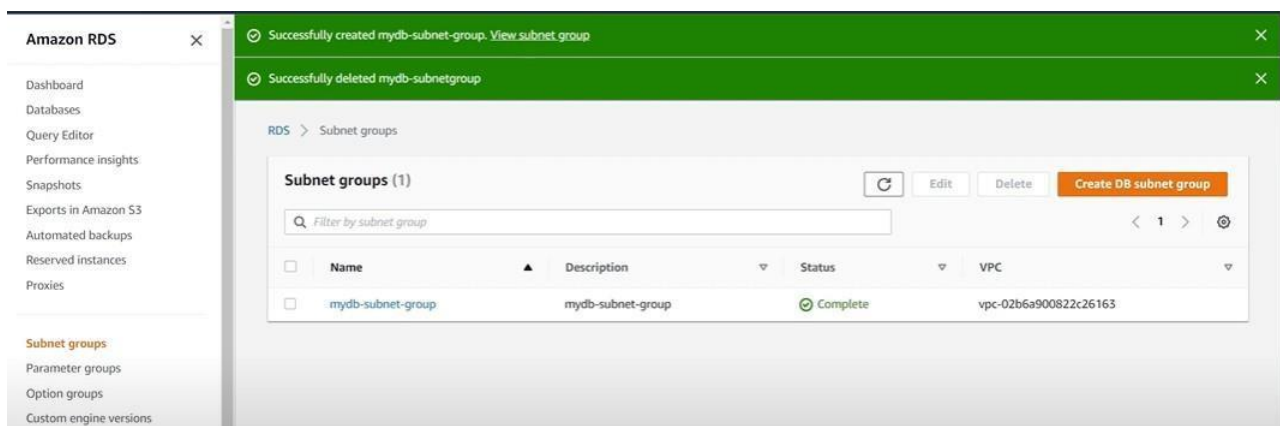 Amazon RDS
Dashboard
Databases
Query Editor
Performance insights
Snapshots
Exports in Amazon S3
Automated backups
Reserved instances
Proxies
Subnet groups
Parameter groups
Option groups
Custom engine versions
Successfully created mydb-subnet-group. View subnet group
Successfully deleted mydb-subnetgroup
RDS > Subnet groups
Subnet groups (1)
Edit Delete Create DB subnet group
Filter by subnet group
1
Name Description Status VPC
mydb-subnet-group mydb-subnet-group Complete vpc-02b6a900822c26163